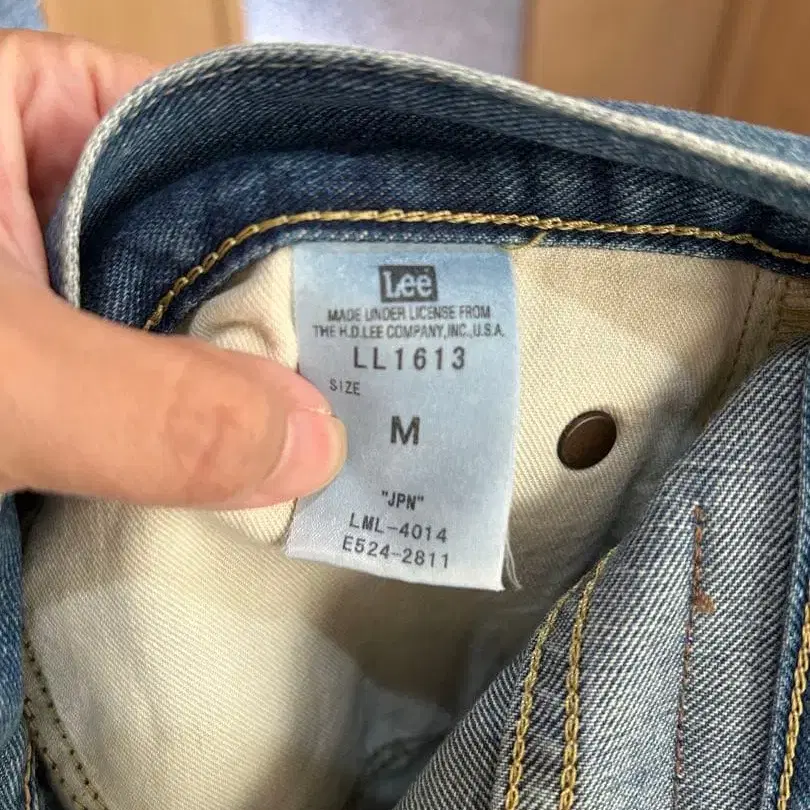 Lee
MADE UNDER LICENSE FROM
THE H.D.LEE COMPANY,INC.,U.S.A.
LL1613
SIZE
M
"JPN"
LML-4014
E524-2811